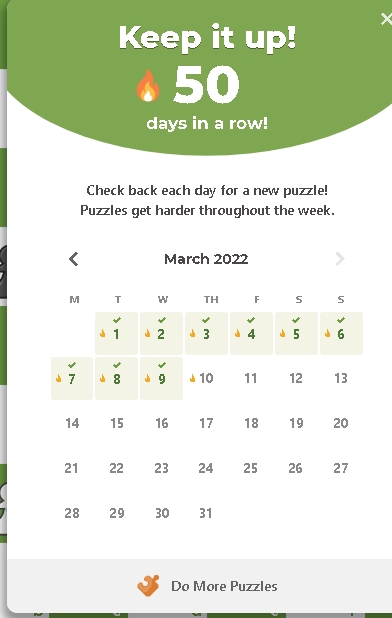 Keep it up!
50
days in a row!
Check back each day for a new puzzle!
Puzzles get harder throughout the week.
March 2022
M T W TH F S S
1 2 3 4 5 6
7 8 9 10 11 12 13
14 15 16 17 18 19 20
21 22 23 24 25 26 27
28 29 30 31
Do More Puzzles